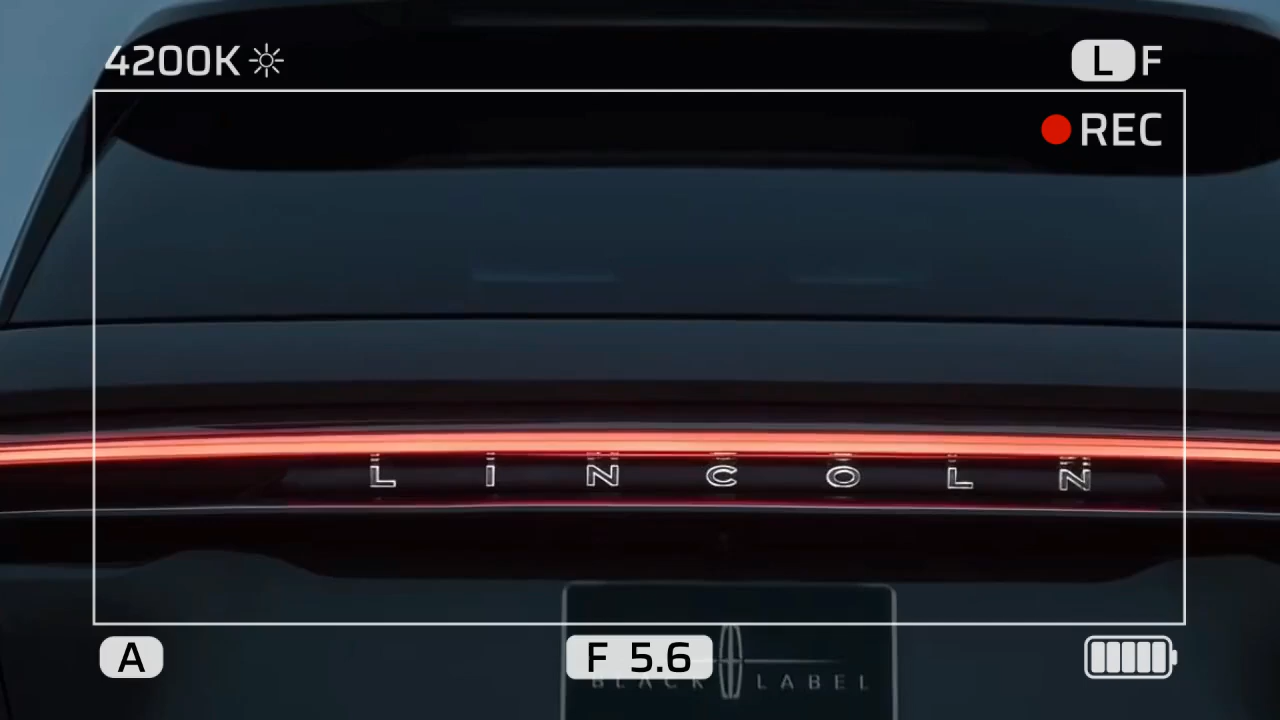 4200K
L F
REC
LINCOLN
A
F 5.6
BLACK LABEL